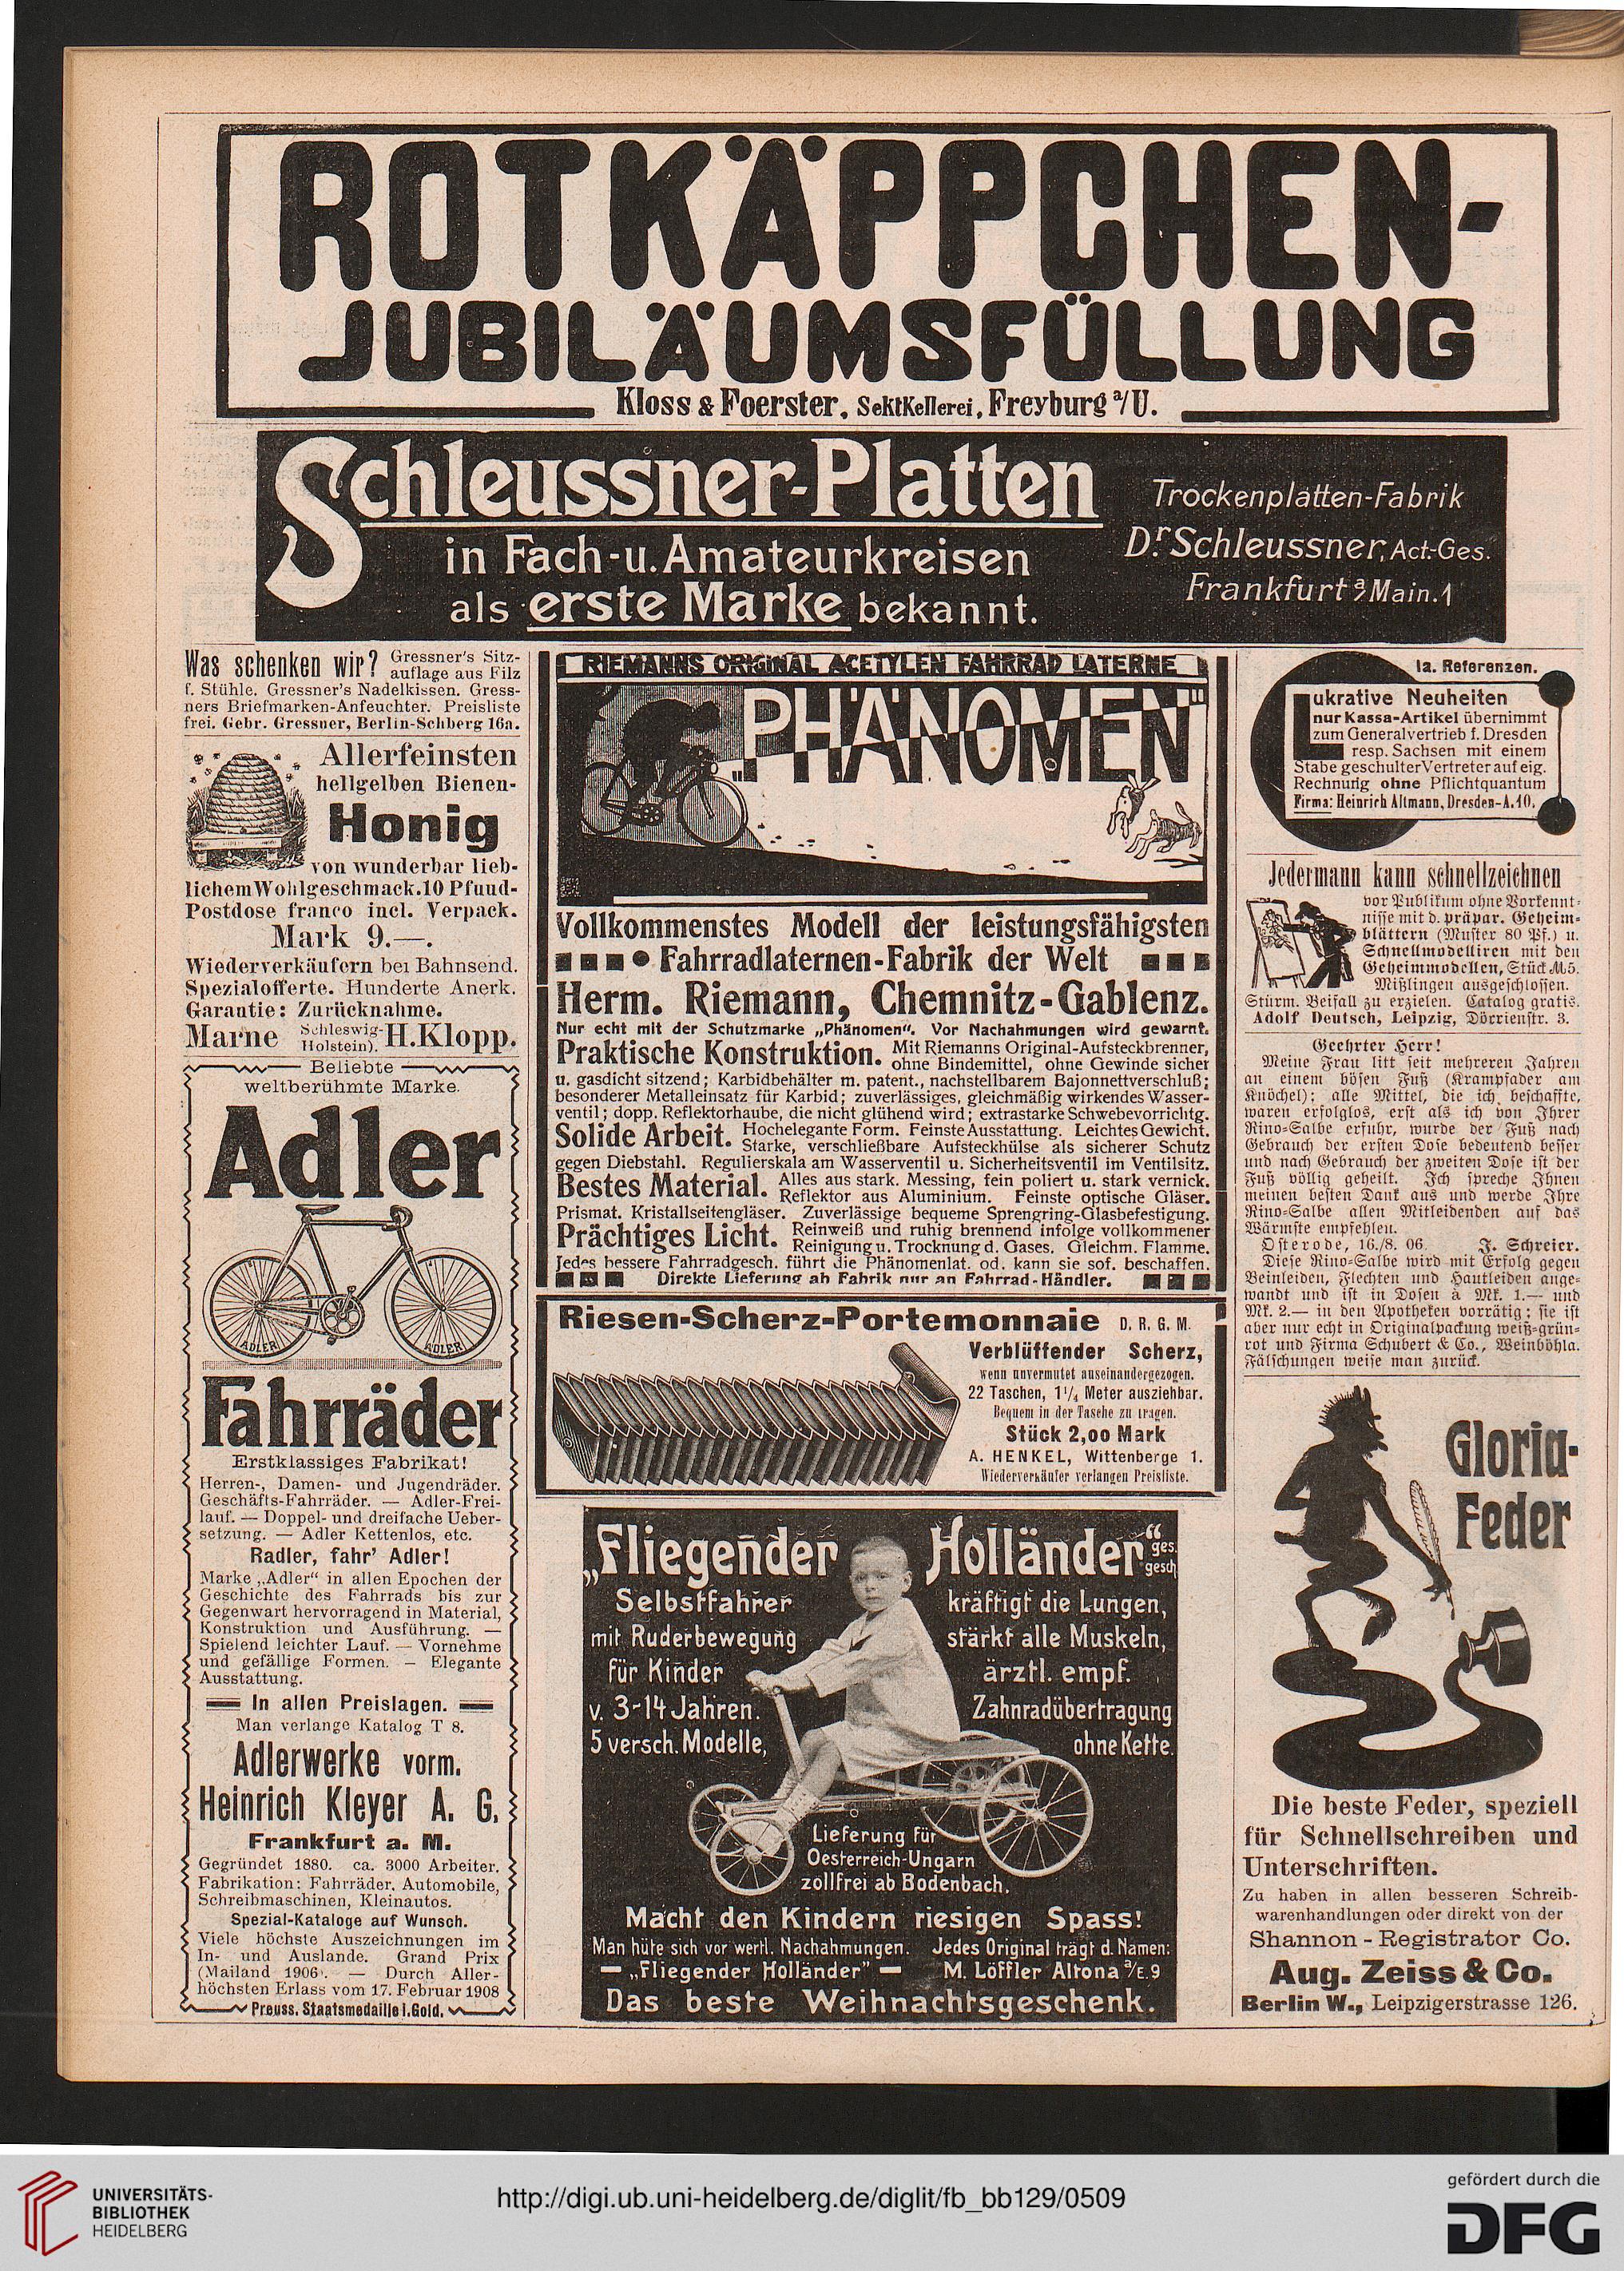 ROTKÄPPCHEN-
JUBILÄUMSFÜLLUNG
Kloss & Foerster, Sektkellerei, Freyburg a/U.
Schleussner-Platten
in Fach-u. Amateurkreisen
als erste Marke bekannt.
Trockenplatten-Fabrik
Dr. Schleussner, Act.-Ges.
Frankfurt a/Main. 1
Was schenken wir? Gressner's Sitz-
auflage aus Filz
f. Stühle. Gressner's Nadelkissen. Gress-
ners Briefmarken-Anfeuchter. Preisliste
frei. Gebr. Gressner, Berlin-Schberg 16a.
Allerfeinsten
hellgelben Bienen-
Honig
von wunderbar lieb-
lichem Wohlgeschmack. 10 Pfund-
Postdose franco incl. Verpack.
Mark 9.—.
Wiederverkäufern bei Bahnsend.
Spezialofferte. Hunderte Anerk.
Garantie: Zurücknahme.
Marne Schleswig-
Holstein). H. Klopp.
Beliebte
weltberühmte Marke.
Adler
ADLER ADLER
Fahrräder
Erstklassiges Fabrikat!
Herren-, Damen- und Jugendräder.
Geschäfts-Fahrräder. — Adler-Frei-
lauf. — Doppel- und dreifache Ueber-
setzung. — Adler Kettenlos, etc.
Radler, fahr' Adler!
Marke „Adler“ in allen Epochen der
Geschichte des Fahrrads bis zur
Gegenwart hervorragend in Material,
Konstruktion und Ausführung. —
Spielend leichter Lauf. — Vornehme
und gefällige Formen. — Elegante
Ausstattung.
In allen Preislagen.
Man verlange Katalog T 8.
Adlerwerke vorm.
Heinrich Kleyer A. G.
Frankfurt a. M.
Gegründet 1880. ca. 3000 Arbeiter.
Fabrikation: Fahrräder, Automobile,
Schreibmaschinen, Kleinautos.
Spezial-Kataloge auf Wunsch.
Viele höchste Auszeichnungen im
In- und Auslande. Grand Prix
(Mailand 1906). — Durch Aller-
höchsten Erlass vom 17. Februar 1908
Preuss. Staatsmedaille i. Gold.
RIEMANNS ORIGINAL ACETYLEN FAHRRAD LATERNE
„PHÄNOMEN“
Vollkommenstes Modell der leistungsfähigsten
Fahrradlaternen-Fabrik der Welt
Herm. Riemann, Chemnitz-Gablenz.
Nur echt mit der Schutzmarke „Phänomen“. Vor Nachahmungen wird gewarnt.
Praktische Konstruktion. Mit Riemanns Original-Aufsteckbrenner,
ohne Bindemittel, ohne Gewinde sicher
u. gasdicht sitzend; Karbidbehälter m. patent., nachstellbarem Bajonnettverschluß;
besonderer Metalleinsatz für Karbid; zuverlässiges, gleichmäßig wirkendes Wasser-
ventil; dopp. Reflektorhaube, die nicht glühend wird; extrastarke Schwebevorrichtg.
Solide Arbeit. Hochelegante Form. Feinste Ausstattung. Leichtes Gewicht.
Starke, verschließbare Aufsteckhülse als sicherer Schutz
gegen Diebstahl. Regulierskala am Wasserventil u. Sicherheitsventil im Ventilsitz.
Bestes Material. Alles aus stark. Messing, fein poliert u. stark vernick.
Reflektor aus Aluminium. Feinste optische Gläser.
Prismat. Kristallseitengläser. Zuverlässige bequeme Sprengring-Glasbefestigung.
Prächtiges Licht. Reinweiß und ruhig brennend infolge vollkommener
Reinigung u. Trocknung d. Gases. Gleichm. Flamme.
Jedes bessere Fahrradgesch. führt die Phänomenlat. od. kann sie sof. beschaffen.
Direkte Lieferung ab Fabrik nur an Fahrrad-Händler.
Riesen-Scherz-Portemonnaie D. R. G. M.
Verblüffender Scherz,
wenn unvermutet auseinandergezogen.
22 Taschen, 1 1/4 Meter ausziehbar.
Bequem in der Tasche zu tragen.
Stück 2,00 Mark
A. HENKEL, Wittenberge 1.
Wiederverkäufer verlangen Preisliste.
„Fliegender Holländer“ ges.
gesch
Selbstfahrer
mit Ruderbewegung
für Kinder
v. 3-14 Jahren.
5 versch. Modelle,
kräftigt die Lungen,
stärkt alle Muskeln,
ärztl. empf.
Zahnradübertragung
ohne Kette.
Lieferung für
Oesterreich-Ungarn
zollfrei ab Bodenbach.
Macht den Kindern riesigen Spass!
Man hüte sich vor wertl. Nachahmungen. Jedes Original trägt d. Namen:
— „Fliegender Holländer“ — M. Löffler Altona a/E. 9
Das beste Weihnachtsgeschenk.
Ia. Referenzen.
Lukrative Neuheiten
nur Kassa-Artikel übernimmt
zum Generalvertrieb f. Dresden
resp. Sachsen mit einem
Stabe geschulter Vertreter auf eig.
Rechnung ohne Pflichtquantum
Firma: Heinrich Altmann, Dresden-A. 10.
Jedermann kann schnellzeichnen
vor Publikum ohne Vorkennt-
nisse mit d. präpar. Geheim-
blättern (Muster 80 Pf.) u.
Schnellmodelliren mit den
Geheimmodellen, Stück M 5.
Mißlingen ausgeschlossen.
Stürm. Beifall zu erzielen. Catalog gratis.
Adolf Deutsch, Leipzig, Dörrienstr. 3.
Geehrter Herr!
Meine Frau litt seit mehreren Jahren
an einem bösen Fuß (Krampfader am
Knöchel); alle Mittel, die ich beschaffte,
waren erfolglos, erst als ich von Ihrer
Rino-Salbe erfuhr, wurde der Fuß nach
Gebrauch der ersten Dose bedeutend besser
und nach Gebrauch der zweiten Dose ist der
Fuß völlig geheilt. Ich spreche Ihnen
meinen besten Dank aus und werde Ihre
Rino-Salbe allen Mitleidenden auf das
Wärmste empfehlen.
Osterode, 16./8. 06. J. Schreier.
Diese Rino-Salbe wird mit Erfolg gegen
Beinleiden, Flechten und Hautleiden ange-
wandt und ist in Dosen à Mk. 1.— und
Mk. 2.— in den Apotheken vorrätig; sie ist
aber nur echt in Originalpackung weiß-grün-
rot und Firma Schubert & Co., Weinböhla.
Fälschungen weise man zurück.
Gloria-
Feder
Die beste Feder, speziell
für Schnellschreiben und
Unterschriften.
Zu haben in allen besseren Schreib-
warenhandlungen oder direkt von der
Shannon-Registrator Co.
Aug. Zeiss & Co.
Berlin W., Leipzigerstrasse 126.
UNIVERSITÄTS-
BIBLIOTHEK
HEIDELBERG
http://digi.ub.uni-heidelberg.de/diglit/fb_bb129/0509
gefördert durch die
DFG